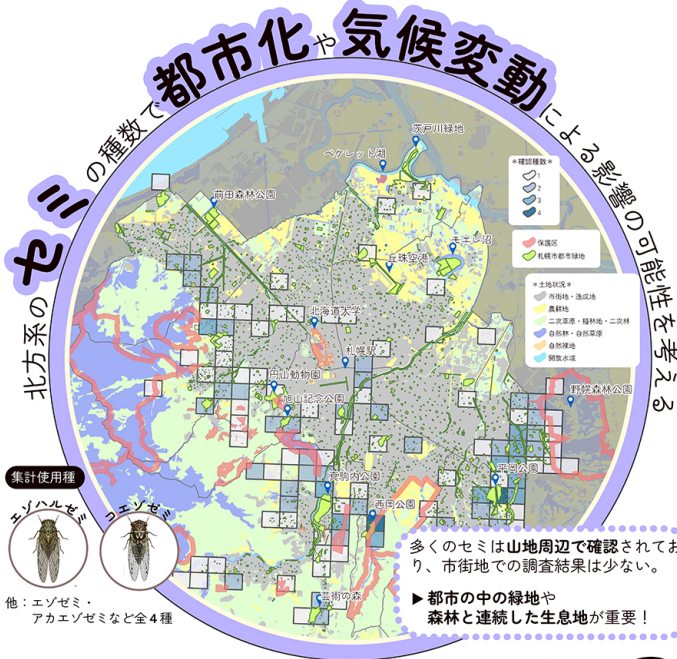 北方系のセミの種数で都市化や気候変動による影響の可能性を考える
茨戸川緑地
ペケレット湖
前田森林公園
モエレ沼
丘珠空港
北海道大学
札幌駅
円山動物園
旭山記念公園
野幌森林公園
平岡公園
真駒内公園
西岡公園
芸術の森
＊確認種数＊
1
2
3
4
保護区
札幌市都市緑地
＊土地状況＊
市街地・造成地
農耕地
二次草原・植林地・二次林
自然林・自然草原
自然裸地
開放水域
集計使用種
エゾハルゼミ
コエゾゼミ
他：エゾゼミ・
アカエゾゼミなど全4種
多くのセミは山地周辺で確認されてお
り、市街地での調査結果は少ない。
▶都市の中の緑地や
森林と連続した生息地が重要！